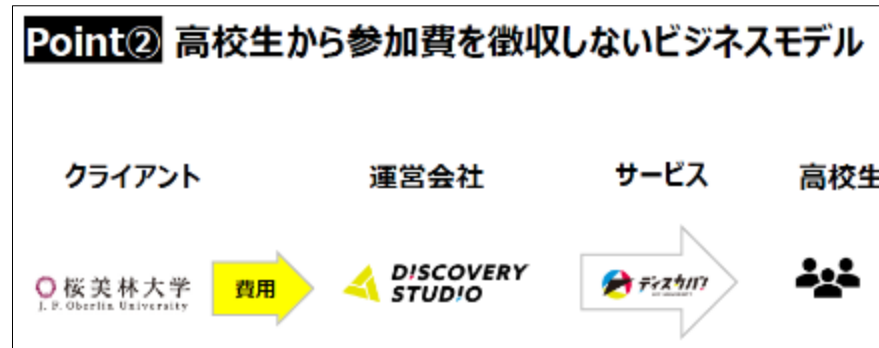 Point② 高校生から参加費を徴収しないビジネスモデル
クライアント 運営会社 サービス 高校生
桜美林大学
J. F. Oberlin University
費用
D!SCOVERY
STUD!O
ディスカバ!